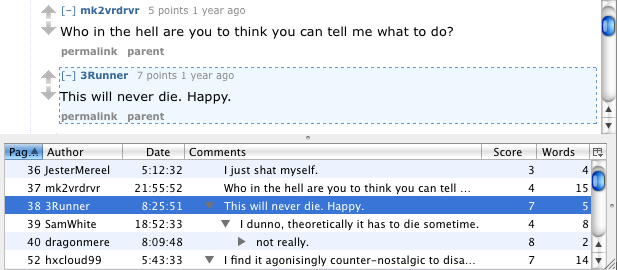 [–] mk2vrdrvr 5 points 1 year ago
Who in the hell are you to think you can tell me what to do?
permalink parent
[–] 3Runner 7 points 1 year ago
This will never die. Happy.
permalink parent
Pag. Author Date Comments Score Words
36 JesterMereel 5:12:32 I just shat myself. 3 4
37 mk2vrdrvr 21:55:52 Who in the hell are you to think you can tell ... 4 15
38 3Runner 8:25:51 This will never die. Happy. 7 5
39 SamWhite 18:52:33 I dunno, theoretically it has to die sometime. 4 8
40 dragonmere 8:09:48 not really. 8 2
52 hxcloud99 5:43:33 I find it agonisingly counter-nostalgic to disa... 7 14